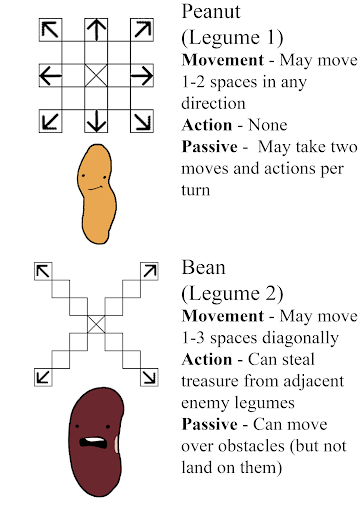 Peanut
(Legume 1)
Movement - May move
1-2 spaces in any
direction
Action - None
Passive - May take two
moves and actions per
turn
Bean
(Legume 2)
Movement - May move
1-3 spaces diagonally
Action - Can steal
treasure from adjacent
enemy legumes
Passive - Can move
over obstacles (but not
land on them)